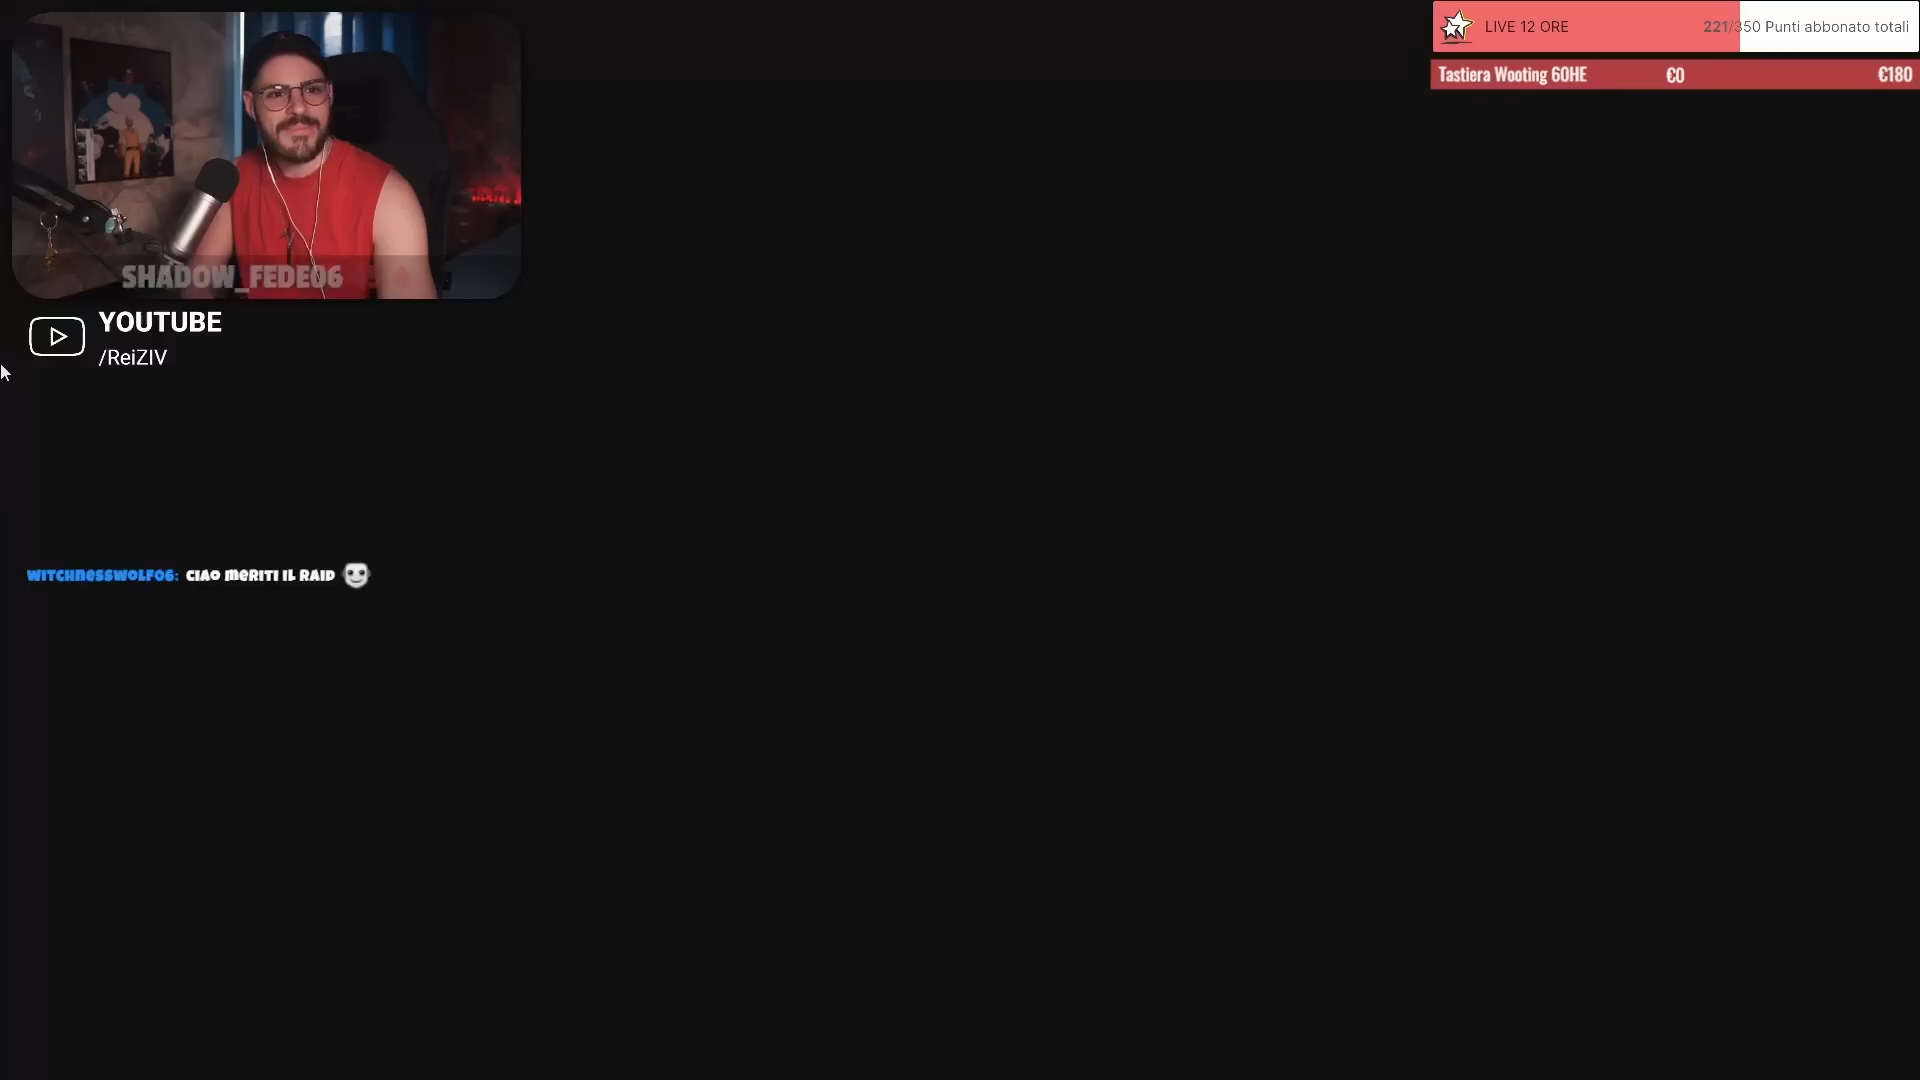 LIVE 12 ORE 221/350 Punti abbonato totali
Tastiera Wooting 60HE €0 €180
SHADOW_FEDE06
YOUTUBE
/ReiZIV
WITCHNESSWOLF06: CIAO MERITI IL RAID